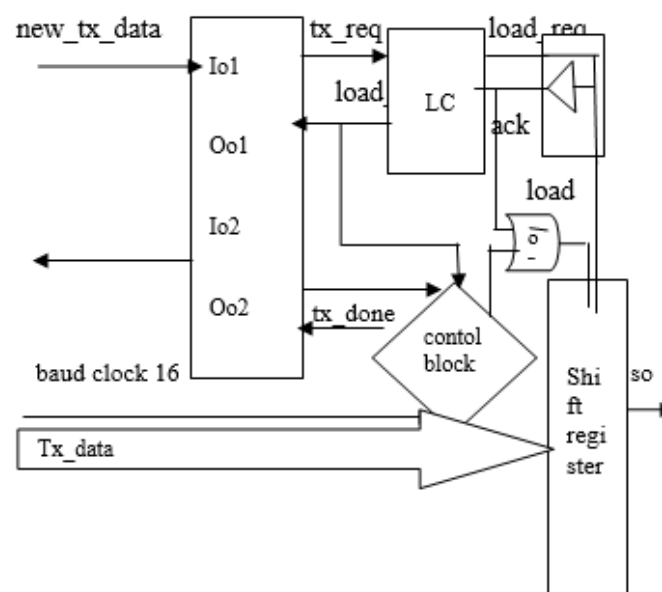 new_tx_data
tx_req
load_req
Io1
load_
LC
ack
Oo1
load
Io2
Oo2
tx_done
contol
block
baud clock 16
Shi
ft
regi
ster
so
Tx_data